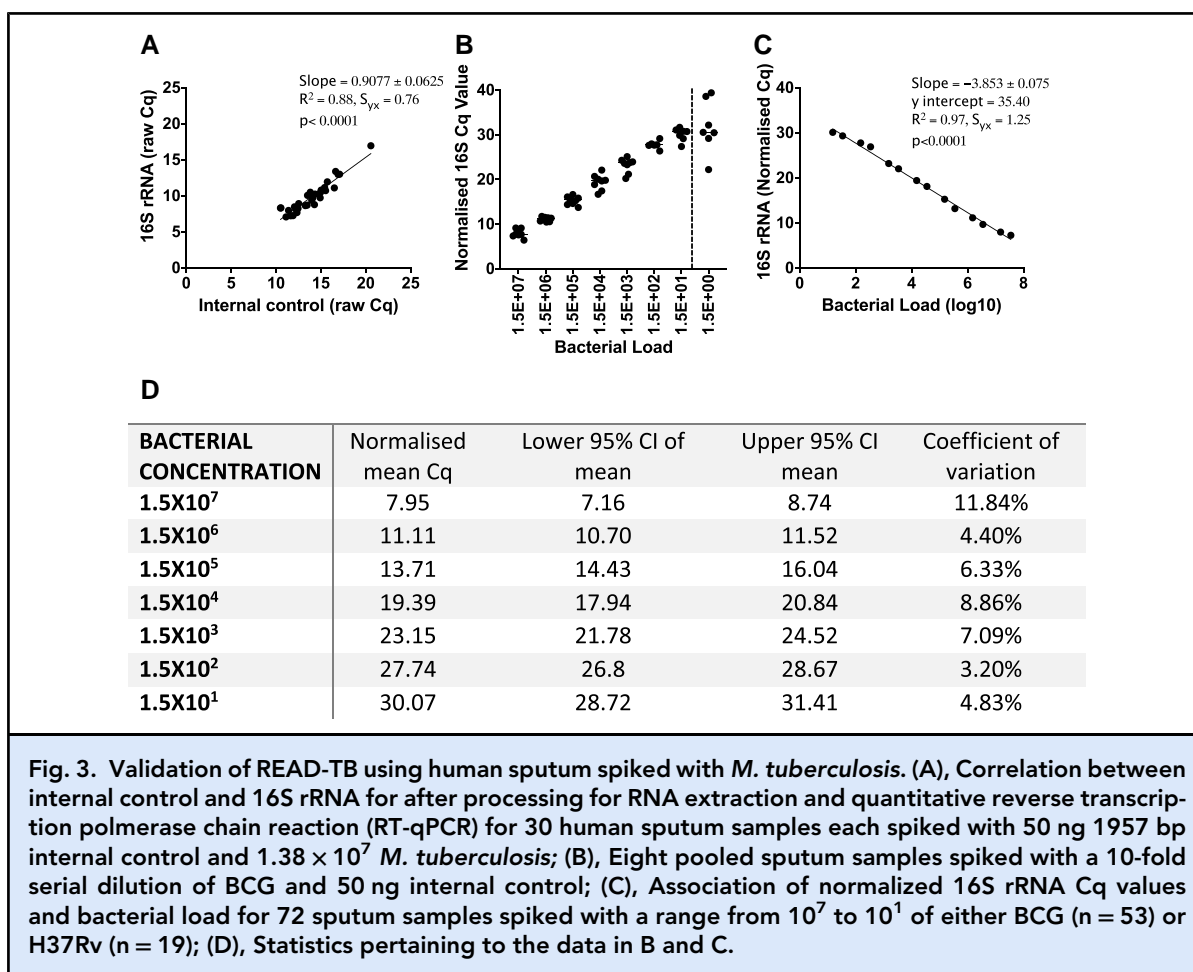 A
Slope = 0.9077 ± 0.0625
R² = 0.88, Syx = 0.76
p< 0.0001
16S rRNA (raw Cq)
25
20
15
10
5
0
0 5 10 15 20 25
Internal control (raw Cq)
B
Normalised 16S Cq Value
40
30
20
10
0
1.5E+07
1.5E+06
1.5E+05
1.5E+04
1.5E+03
1.5E+02
1.5E+01
1.5E+00
Bacterial Load
C
Slope = −3.853 ± 0.075
y intercept = 35.40
R² = 0.97, Syx = 1.25
p<0.0001
16S rRNA (Normalised Cq)
40
30
20
10
0
0 2 4 6 8
Bacterial Load (log10)
D
BACTERIAL CONCENTRATION Normalised mean Cq Lower 95% CI of mean Upper 95% CI mean Coefficient of variation
1.5X10⁷ 7.95 7.16 8.74 11.84%
1.5X10⁶ 11.11 10.70 11.52 4.40%
1.5X10⁵ 13.71 14.43 16.04 6.33%
1.5X10⁴ 19.39 17.94 20.84 8.86%
1.5X10³ 23.15 21.78 24.52 7.09%
1.5X10² 27.74 26.8 28.67 3.20%
1.5X10¹ 30.07 28.72 31.41 4.83%
Fig. 3. Validation of READ-TB using human sputum spiked with M. tuberculosis. (A), Correlation between
internal control and 16S rRNA for after processing for RNA extraction and quantitative reverse transcrip-
tion polmerase chain reaction (RT-qPCR) for 30 human sputum samples each spiked with 50 ng 1957 bp
internal control and 1.38 × 10⁷ M. tuberculosis; (B), Eight pooled sputum samples spiked with a 10-fold
serial dilution of BCG and 50 ng internal control; (C), Association of normalized 16S rRNA Cq values
and bacterial load for 72 sputum samples spiked with a range from 10⁷ to 10¹ of either BCG (n = 53) or
H37Rv (n = 19); (D), Statistics pertaining to the data in B and C.